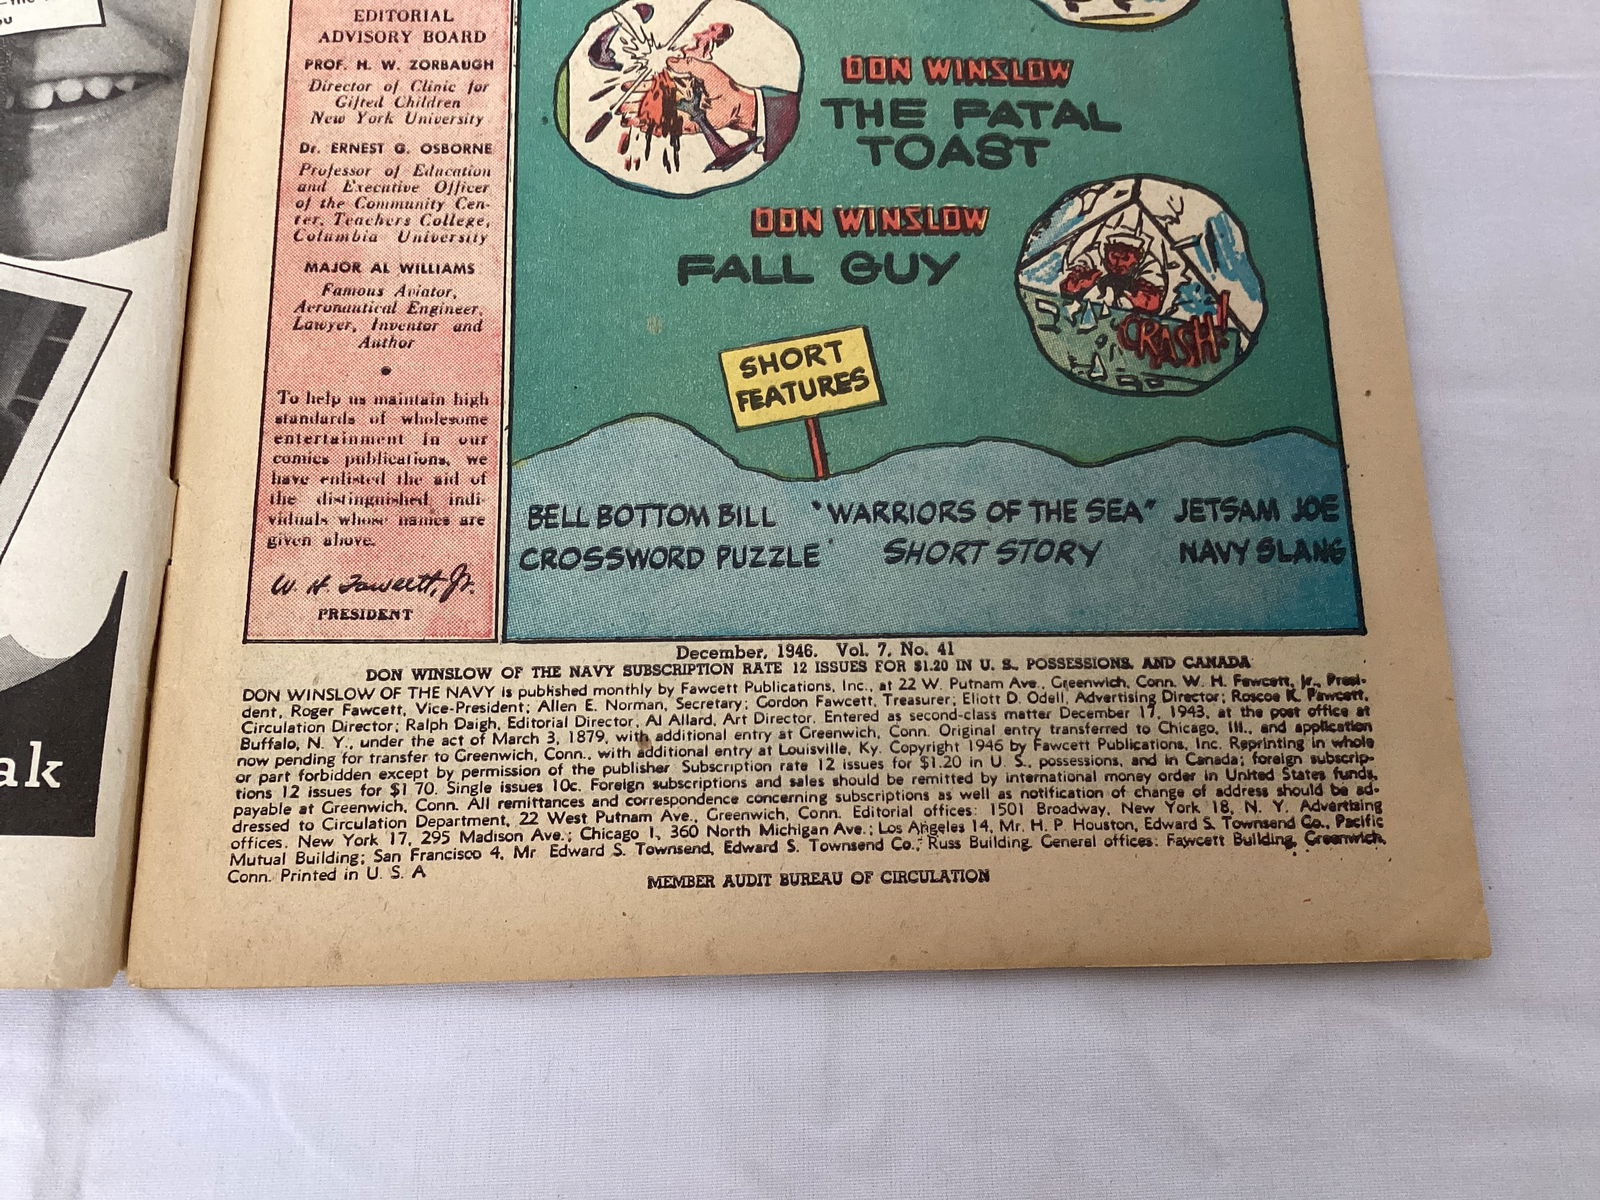 ou
EDITORIAL
ADVISORY BOARD
PROF. H. W. ZORBAUGH
Director of Clinic for
Gifted Children
New York University
Dr. ERNEST G. OSBORNE
Professor of Education
and Executive Officer
of the Community Cen-
ter, Teachers College,
Columbia University
MAJOR AL WILLIAMS
Famous Aviator,
Aeronautical Engineer,
Lawyer, Inventor and
Author
To help us maintain high
standards of wholesome
entertainment in our
comics publications, we
have enlisted the aid of
the distinguished indi-
viduals whose names are
given above.
W. H. Fawcett, Jr.
PRESIDENT
DON WINSLOW
THE FATAL
TOAST
DON WINSLOW
FALL GUY
CRASH!
SHORT
FEATURES
BELL BOTTOM BILL "WARRIORS OF THE SEA" JETSAM JOE
CROSSWORD PUZZLE SHORT STORY NAVY SLANG
December, 1946. Vol. 7, No. 41
DON WINSLOW OF THE NAVY SUBSCRIPTION RATE 12 ISSUES FOR $1.20 IN U. S., POSSESSIONS, AND CANADA
DON WINSLOW OF THE NAVY is published monthly by Fawcett Publications, Inc., at 22 W. Putnam Ave., Greenwich, Conn. W. H. Fawcett, Jr., Presi-
dent, Roger Fawcett, Vice-President; Allen E. Norman, Secretary; Gordon Fawcett, Treasurer; Eliott D. Odell, Advertising Director; Roscoe K. Fawcett,
Circulation Director; Ralph Daigh, Editorial Director, Al Allard, Art Director. Entered as second-class matter December 17, 1943, at the post office at
Buffalo, N. Y., under the act of March 3, 1879, with additional entry at Greenwich, Conn. Original entry transferred to Chicago, Ill., and application
now pending for transfer to Greenwich, Conn., with additional entry at Louisville, Ky. Copyright 1946 by Fawcett Publications, Inc. Reprinting in whole
or part forbidden except by permission of the publisher Subscription rate 12 issues for $1.20 in U. S., possessions, and in Canada; foreign subscrip-
tions 12 issues for $1 70. Single issues 10c. Foreign subscriptions and sales should be remitted by international money order in United States funds,
payable at Greenwich, Conn. All remittances and correspondence concerning subscriptions as well as notification of change of address should be ad-
dressed to Circulation Department, 22 West Putnam Ave., Greenwich, Conn. Editorial offices: 1501 Broadway, New York 18, N. Y. Advertising
offices. New York 17, 295 Madison Ave.; Chicago 1, 360 North Michigan Ave.; Los Angeles 14, Mr. H. P. Houston, Edward S. Townsend Co., Pacific
Mutual Building; San Francisco 4, Mr Edward S. Townsend, Edward S. Townsend Co., Russ Building. General offices: Fawcett Building, Greenwich,
Conn. Printed in U. S. A
MEMBER AUDIT BUREAU OF CIRCULATION
ak